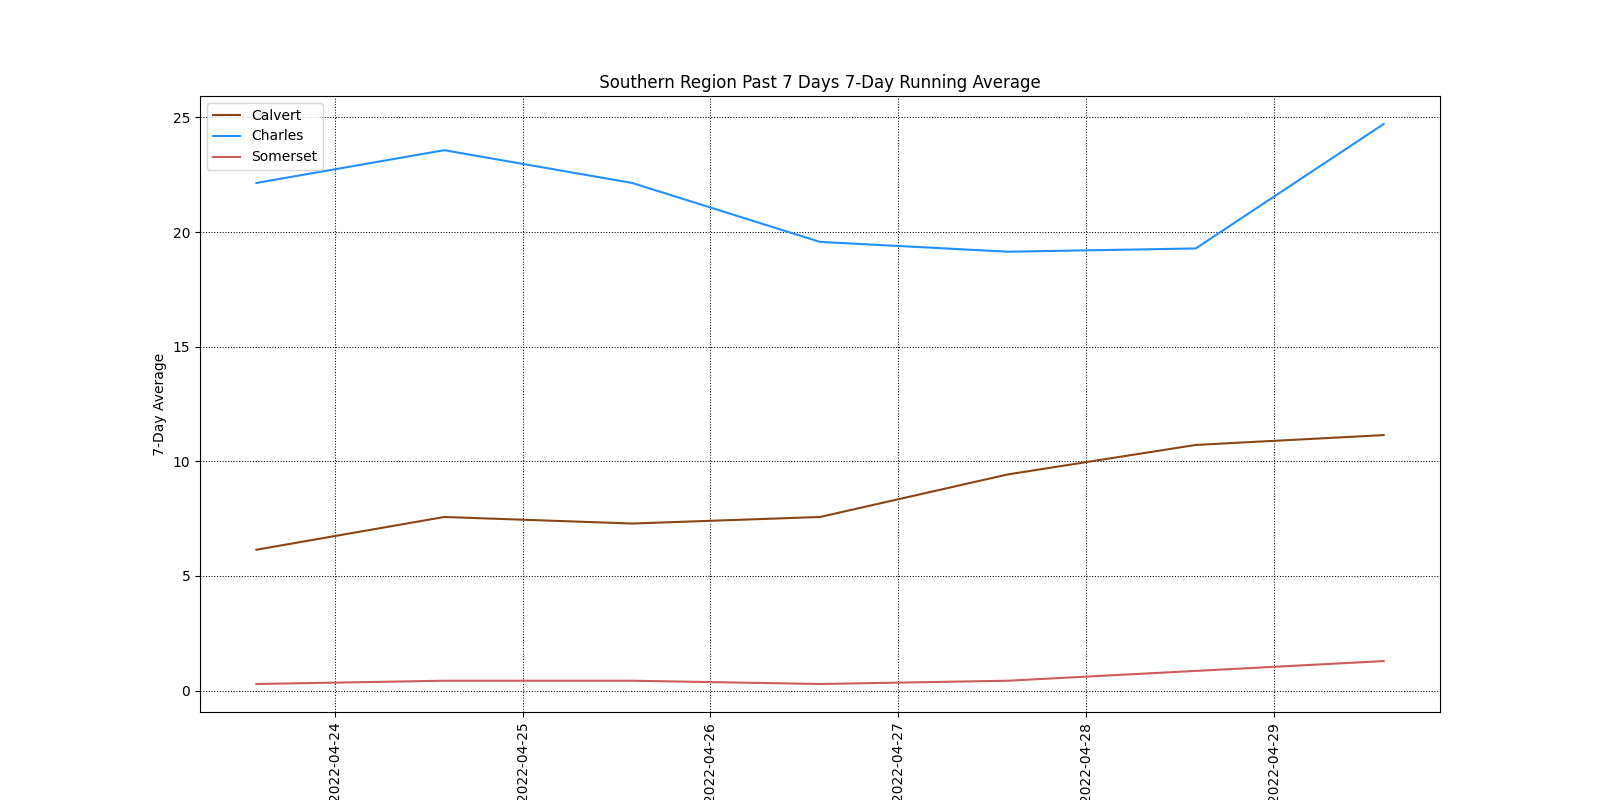 Southern Region Past 7 Days 7-Day Running Average
Calvert
Charles
Somerset
7-Day Average
25
20
15
10
5
0
2022-04-24
2022-04-25
2022-04-26
2022-04-27
2022-04-28
2022-04-29